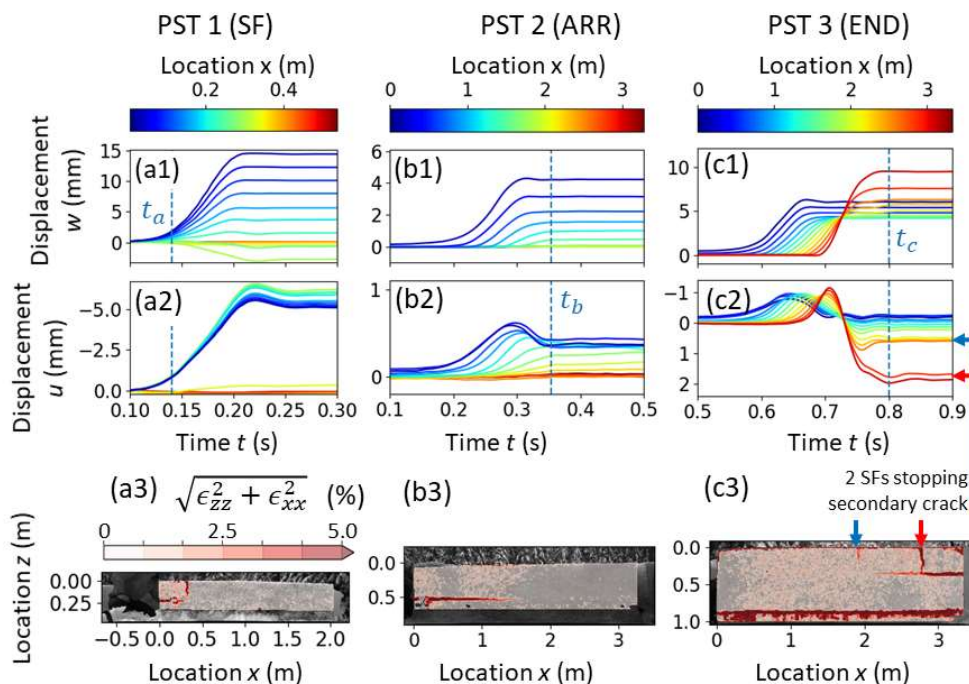 PST 1 (SF) PST 2 (ARR) PST 3 (END)
Location x (m) Location x (m) Location x (m)
0.2 0.4 0 1 2 3 0 1 2 3
Displacement
w (mm)
15
10
5
0
(a1)
t_a
6
4
2
0
(b1)
10
5
0
(c1)
t_c
Displacement
u (mm)
−5.0
−2.5
0.0
(a2)
1
0
(b2)
t_b
−1
0
1
2
(c2)
0.10 0.15 0.20 0.25 0.30 0.1 0.2 0.3 0.4 0.5 0.5 0.6 0.7 0.8 0.9
Time t (s) Time t (s) Time t (s)
(a3) √(ϵ²_zz + ϵ²_xx) (%)
0 2.5 5.0
(b3)
(c3)
2 SFs stopping
secondary crack
Location z (m)
0.00
0.25
−0.5 0.0 0.5 1.0 1.5 2.0
0.0
0.5
0 1 2 3
0.0
0.5
1.0
0 1 2 3
Location x (m) Location x (m) Location x (m)